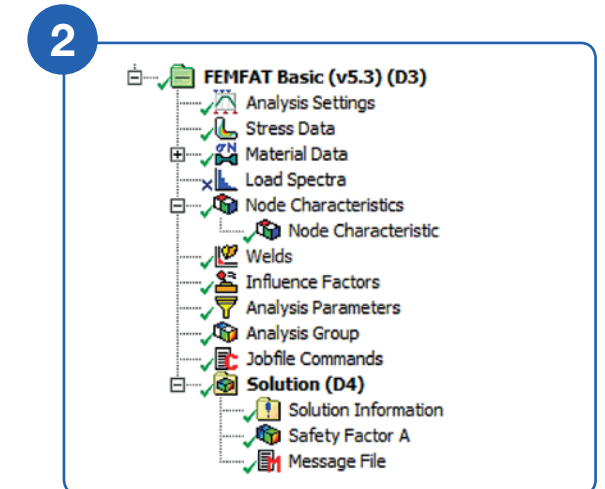 2
FEMFAT Basic (v5.3) (D3)
Analysis Settings
Stress Data
σN Material Data
Load Spectra
Node Characteristics
Node Characteristic
Welds
Influence Factors
Analysis Parameters
Analysis Group
Jobfile Commands
Solution (D4)
Solution Information
Safety Factor A
Message File